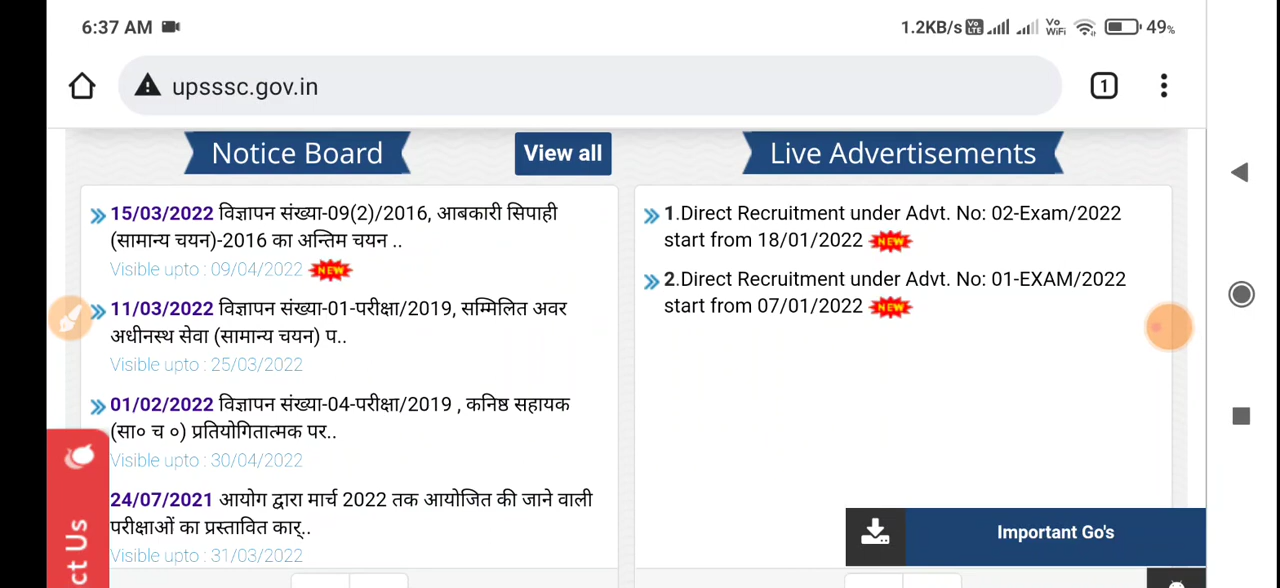 6:37 AM
1.2KB/s Vo LTE Vo WiFi 49%
upsssc.gov.in
1
Notice Board
View all
15/03/2022 विज्ञापन संख्या-09(2)/2016, आबकारी सिपाही
(सामान्य चयन)-2016 का अन्तिम चयन ..
Visible upto : 09/04/2022 NEW
11/03/2022 विज्ञापन संख्या-01-परीक्षा/2019, सम्मिलित अवर
अधीनस्थ सेवा (सामान्य चयन) प..
Visible upto : 25/03/2022
01/02/2022 विज्ञापन संख्या-04-परीक्षा/2019 , कनिष्ठ सहायक
(सा० च ०) प्रतियोगितात्मक पर..
Visible upto : 30/04/2022
24/07/2021 आयोग द्वारा मार्च 2022 तक आयोजित की जाने वाली
परीक्षाओं का प्रस्तावित कार्..
Visible upto : 31/03/2022
Live Advertisements
1.Direct Recruitment under Advt. No: 02-Exam/2022
start from 18/01/2022 NEW
2.Direct Recruitment under Advt. No: 01-EXAM/2022
start from 07/01/2022 NEW
Important Go's
ct Us